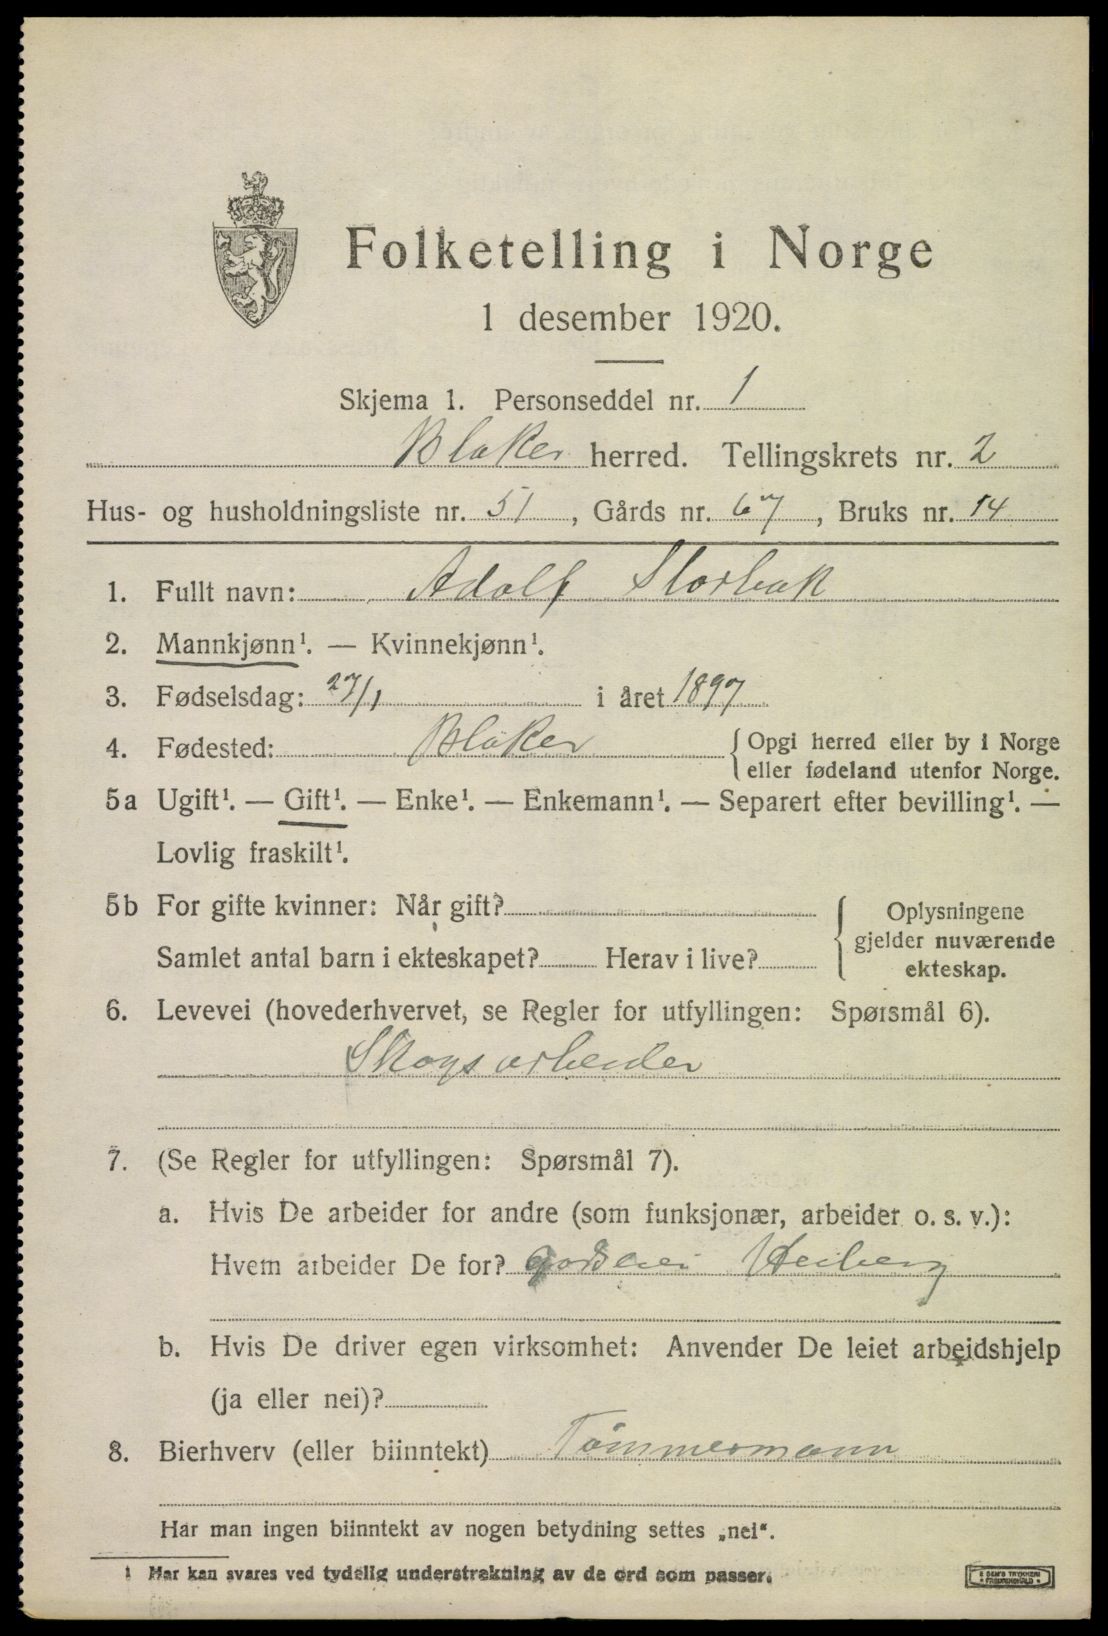 Folketelling i Norge
1 desember 1920.
Skjema 1. Personseddel nr. 1
Blaker herred. Tellingskrets nr. 2
Hus- og husholdningsliste nr. 51, Gårds nr. 67, Bruks nr. 14
1. Fullt navn: Adolf Storbak
2. Mannkjønn¹. — Kvinnekjønn¹.
3. Fødselsdag: 27/1 i året 1897
4. Fødested: Blaker {Opgi herred eller by i Norge
eller fødeland utenfor Norge.
5a Ugift¹. — Gift¹. — Enke¹. — Enkemann¹. — Separert efter bevilling¹. —
Lovlig fraskilt¹.
5b For gifte kvinner: Når gift?
Samlet antal barn i ekteskapet? Herav i live?
Oplysningene
gjelder nuværende
ekteskap.
6. Levevei (hovederhvervet, se Regler for utfyllingen: Spørsmål 6).
Skogsarbeider
7. (Se Regler for utfyllingen: Spørsmål 7).
a. Hvis De arbeider for andre (som funksjonær, arbeider o. s. v.):
Hvem arbeider De for? Godseier Heiberg
b. Hvis De driver egen virksomhet: Anvender De leiet arbeidshjelp
(ja eller nei)?
8. Bierhverv (eller biinntekt) Tømmermann
Har man ingen biinntekt av nogen betydning settes „nei“.
1 Her kan svares ved tydelig understrekning av de ord som passer.